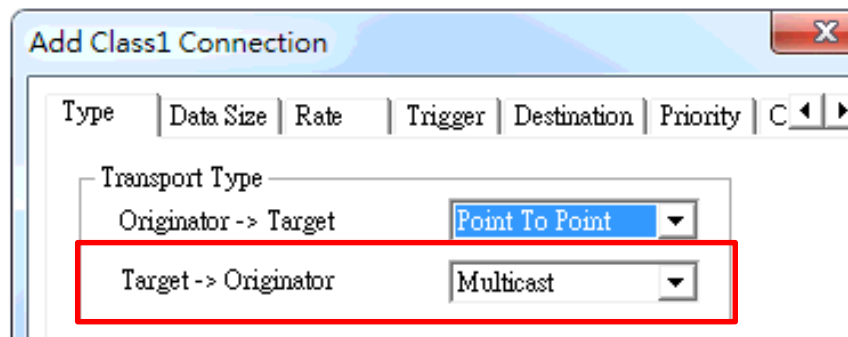 Add Class1 Connection
Type Data Size Rate Trigger Destination Priority C
Transport Type
Originator -> Target Point To Point
Target -> Originator Multicast